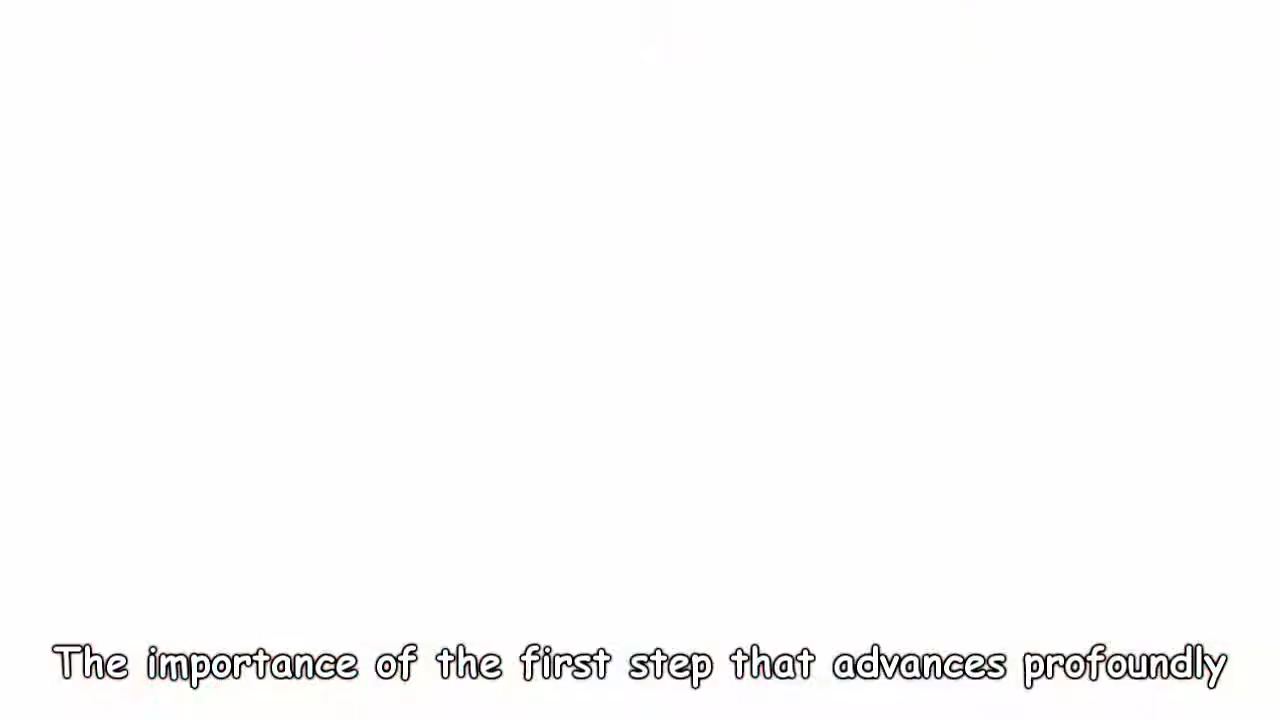 The importance of the first step that advances profoundly